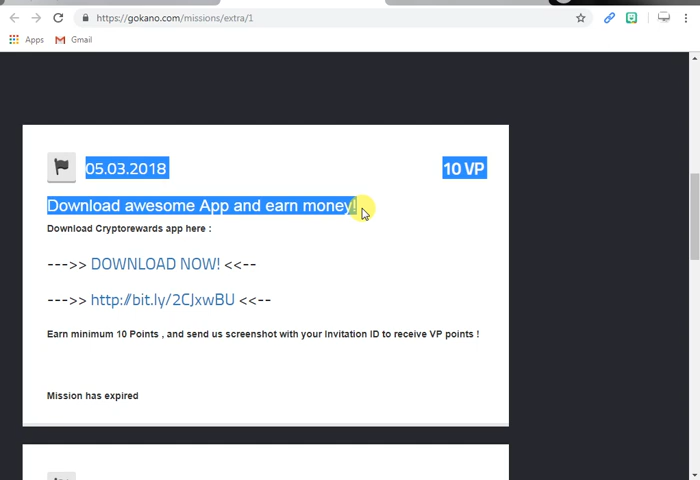 https://gokano.com/missions/extra/1
Apps Gmail
05.03.2018 10 VP
Download awesome App and earn money!
Download Cryptorewards app here :
--->> DOWNLOAD NOW! <<--
--->> http://bit.ly/2CJxwBU <<--
Earn minimum 10 Points , and send us screenshot with your Invitation ID to receive VP points !
Mission has expired